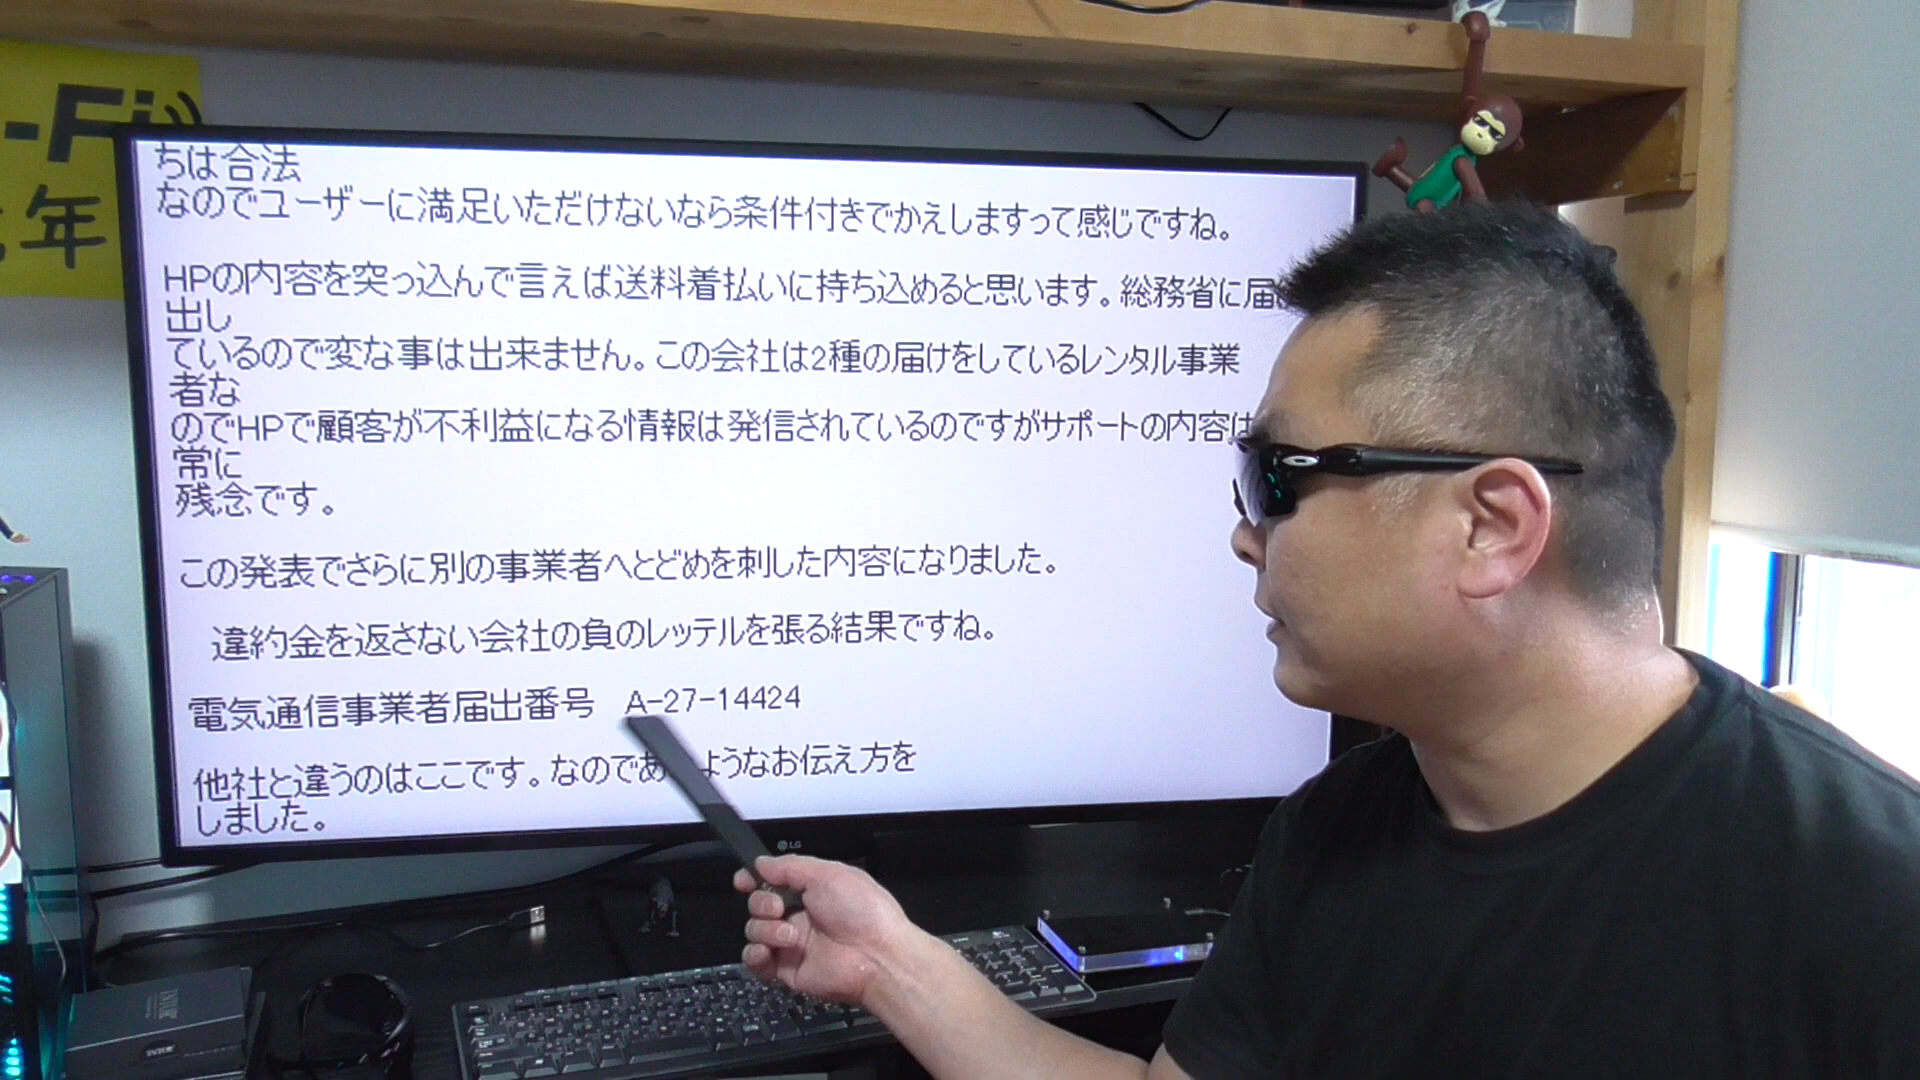 -Fi
年
ちは合法
なのでユーザーに満足いただけないなら条件付きでかえしますって感じですね。
HPの内容を突っ込んで言えば送料着払いに持ち込めると思います。総務省に届け
出し
ているので変な事は出来ません。この会社は2種の届けをしているレンタル事業
者な
のでHPで顧客が不利益になる情報は発信されているのですがサポートの内容は
常に
残念です。
この発表でさらに別の事業者へとどめを刺した内容になりました。
違約金を返さない会社の負のレッテルを張る結果ですね。
電気通信事業者届出番号 A-27-14424
他社と違うのはここです。なのであ ようなお伝え方を
しました。
LG